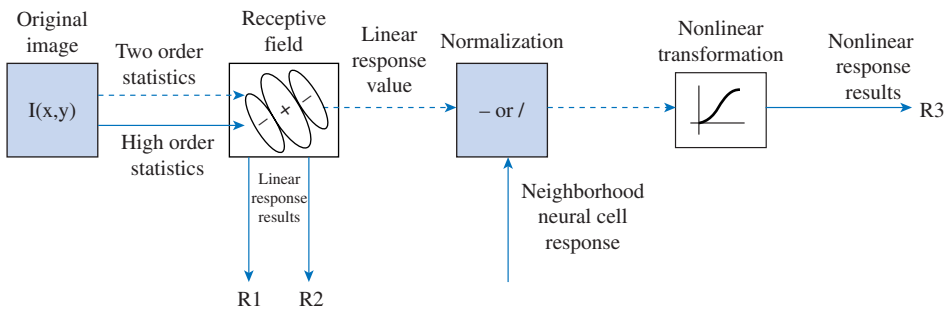 Original
image
I(x,y)
Two order
statistics
High order
statistics
Receptive
field
– + –
Linear
response
results
R1 R2
Linear
response
value
Normalization
– or /
Neighborhood
neural cell
response
Nonlinear
transformation
Nonlinear
response
results
R3